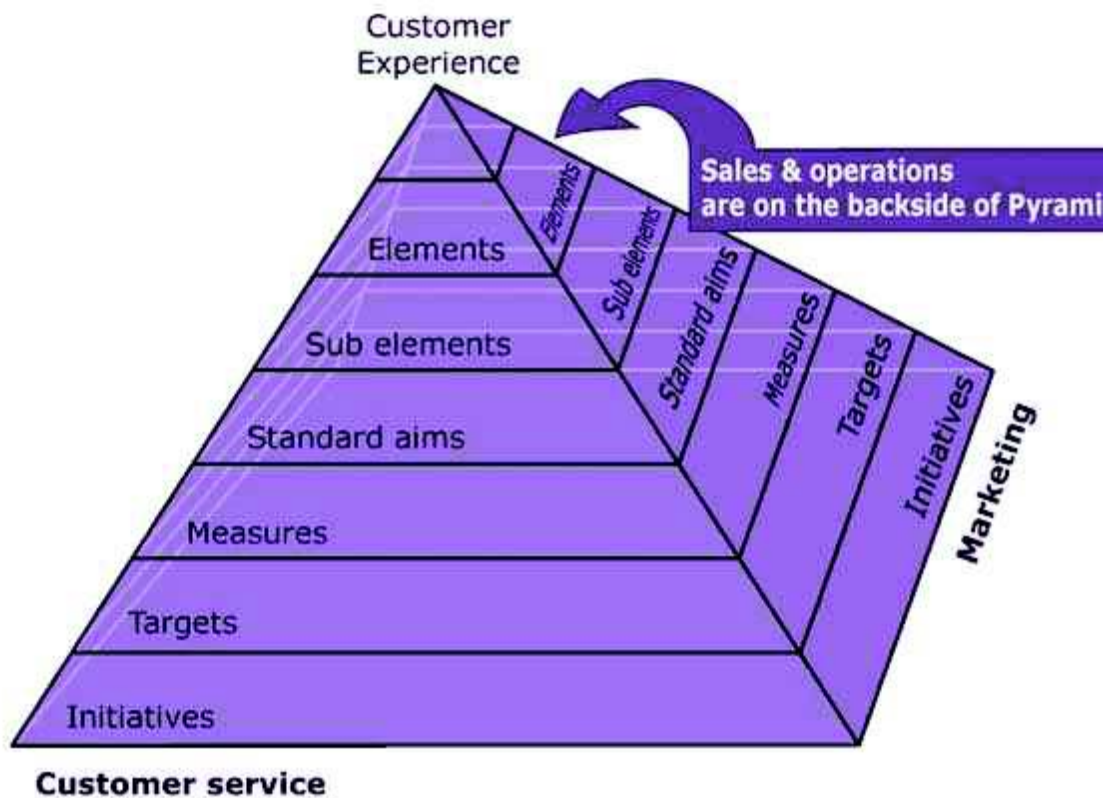 Customer
Experience
Sales & operations
are on the backside of Pyrami
Elements
Sub elements
Standard aims
Measures
Targets
Initiatives
Customer service
Elements
Sub elements
Standard aims
Measures
Targets
Initiatives
Marketing